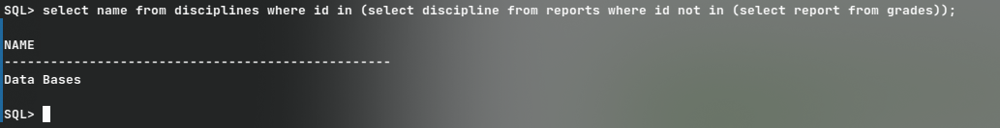 SQL> select name from disciplines where id in (select discipline from reports where id not in (select report from grades));
NAME
--------------------------------------------------
Data Bases
SQL>